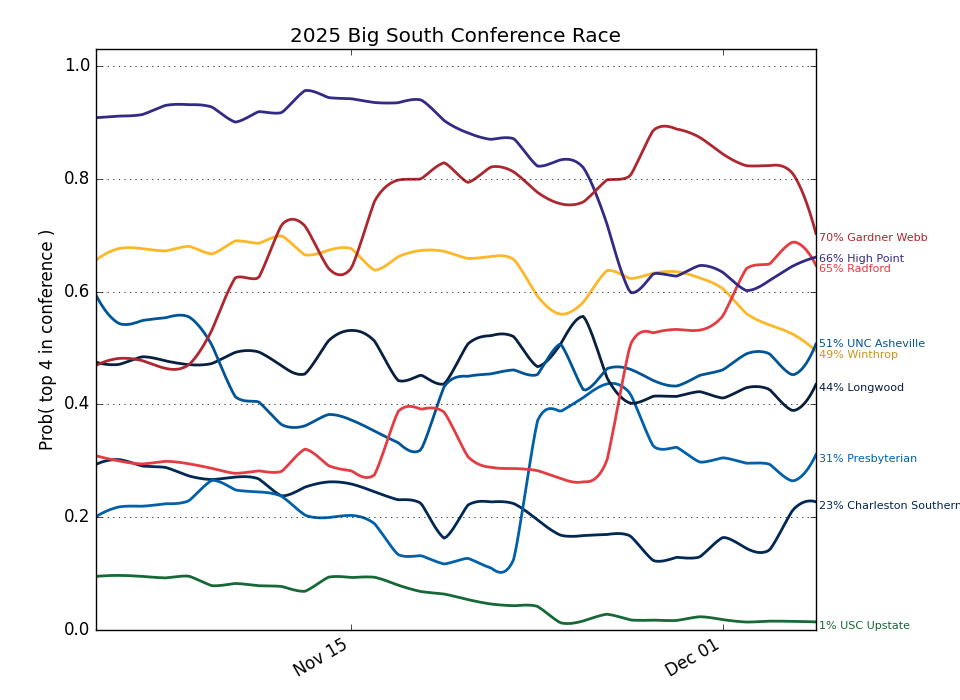 2025 Big South Conference Race
Prob( top 4 in conference )
1.0
0.8
0.6
0.4
0.2
0.0
Nov 15
Dec 01
70% Gardner Webb
66% High Point
65% Radford
51% UNC Asheville
49% Winthrop
44% Longwood
31% Presbyterian
23% Charleston Southern
1% USC Upstate